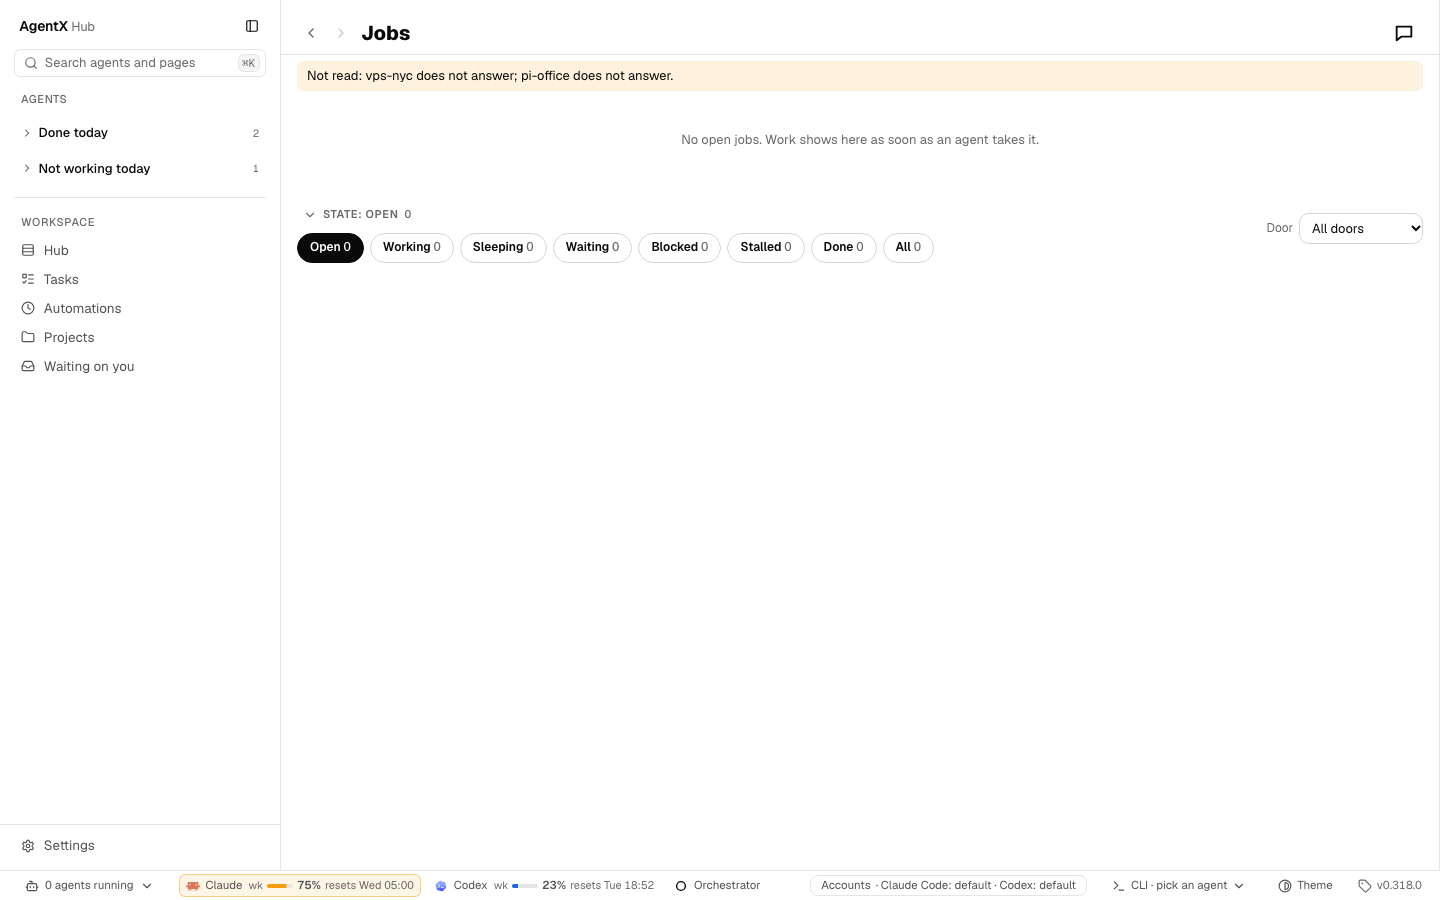 AgentX Hub
Search agents and pages ⌘K
AGENTS
Done today 2
Not working today 1
WORKSPACE
Hub
Tasks
Automations
Projects
Waiting on you
Settings
Jobs
Not read: vps-nyc does not answer; pi-office does not answer.
No open jobs. Work shows here as soon as an agent takes it.
STATE: OPEN 0
Open 0 Working 0 Sleeping 0 Waiting 0 Blocked 0 Stalled 0 Done 0 All 0
Door All doors
0 agents running Claude wk 75% resets Wed 05:00 Codex wk 23% resets Tue 18:52 Orchestrator Accounts · Claude Code: default · Codex: default CLI · pick an agent Theme v0.318.0